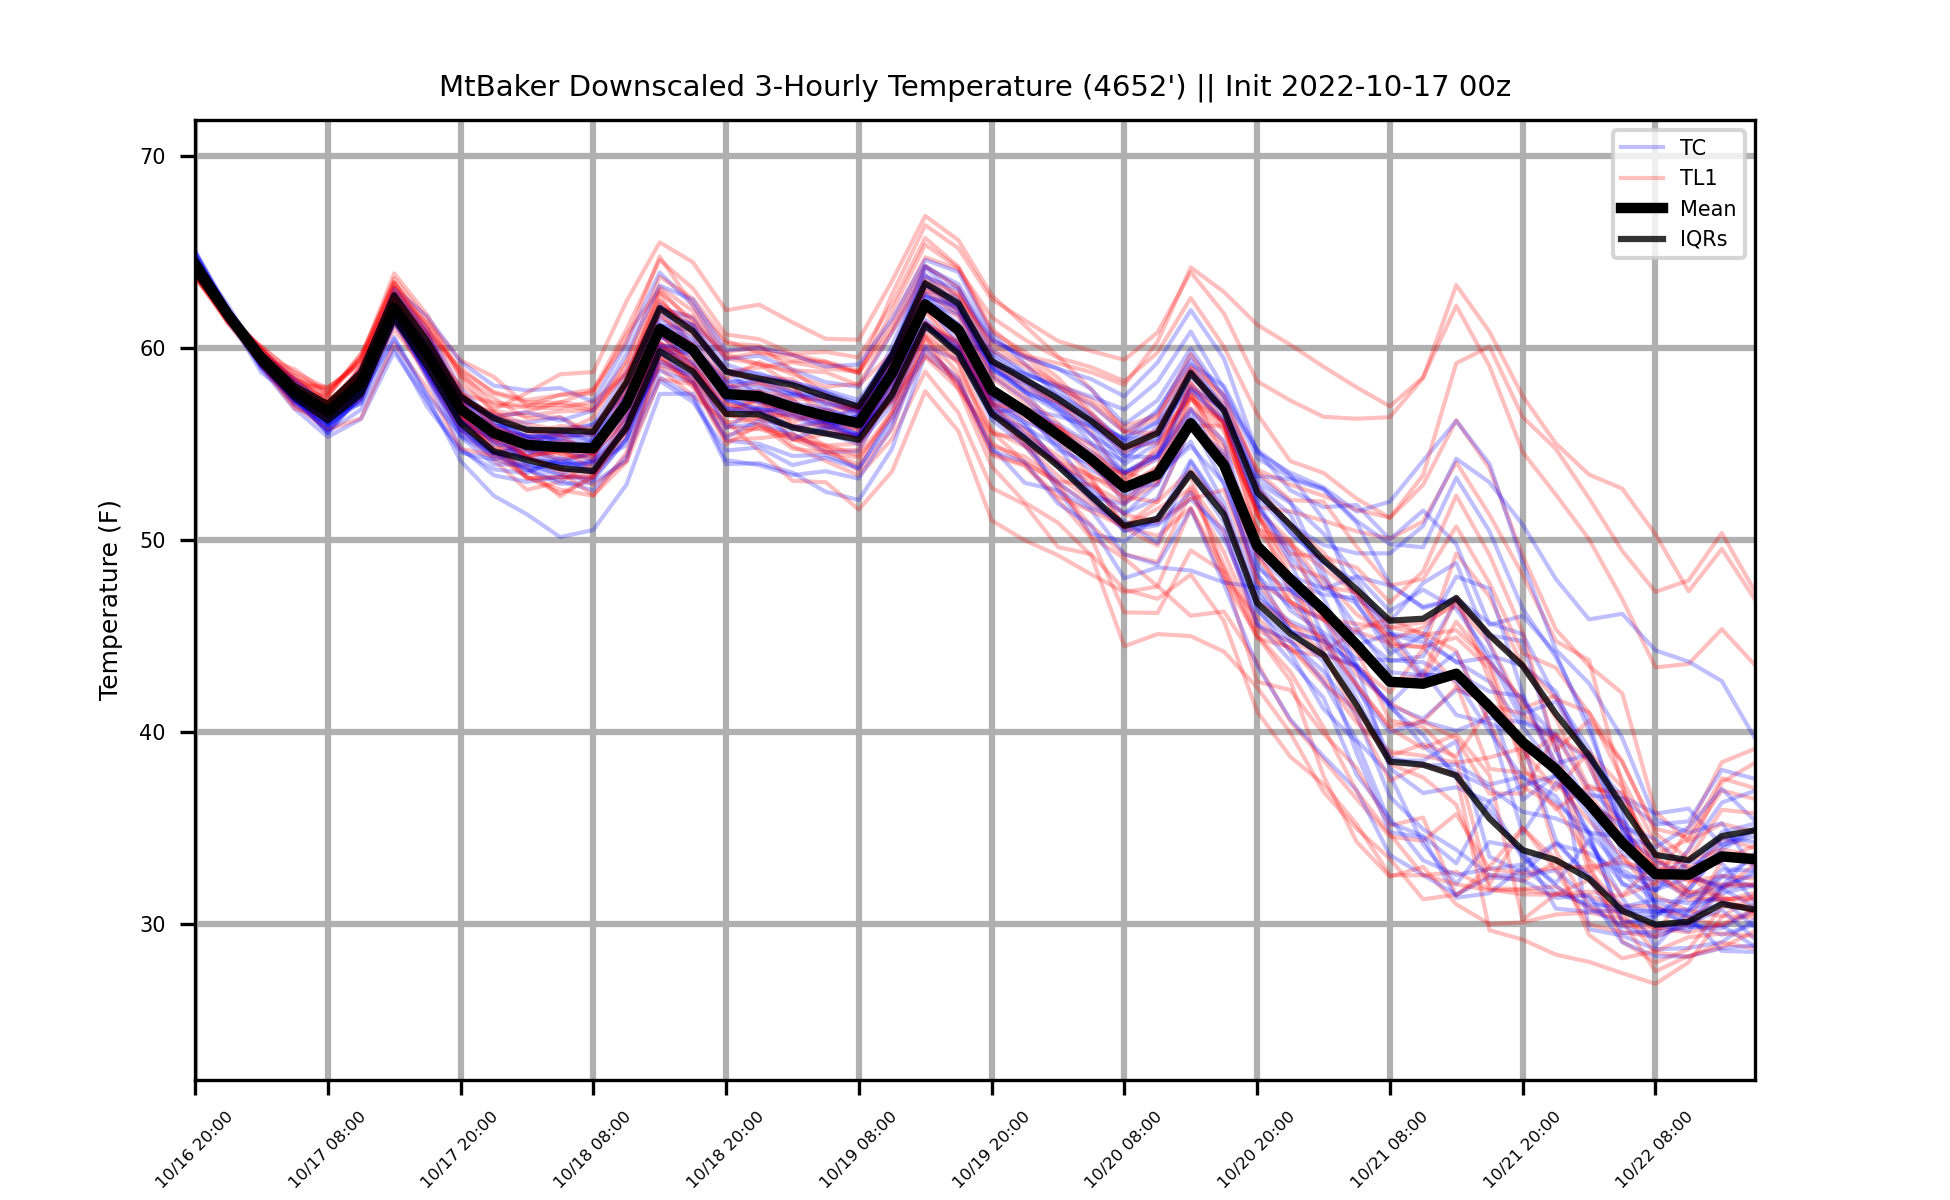 MtBaker Downscaled 3-Hourly Temperature (4652') || Init 2022-10-17 00z
TC
TL1
Mean
IQRs
Temperature (F)
70
60
50
40
30
10/16 20:00
10/17 08:00
10/17 20:00
10/18 08:00
10/18 20:00
10/19 08:00
10/19 20:00
10/20 08:00
10/20 20:00
10/21 08:00
10/21 20:00
10/22 08:00